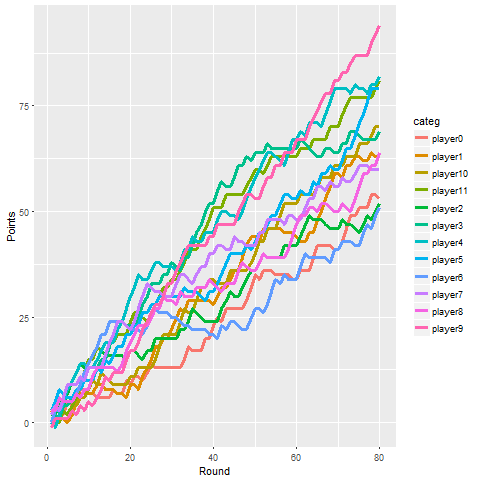 Points
75
50
25
0
0
20
40
60
80
Round
categ
player0
player1
player10
player11
player2
player3
player4
player5
player6
player7
player8
player9